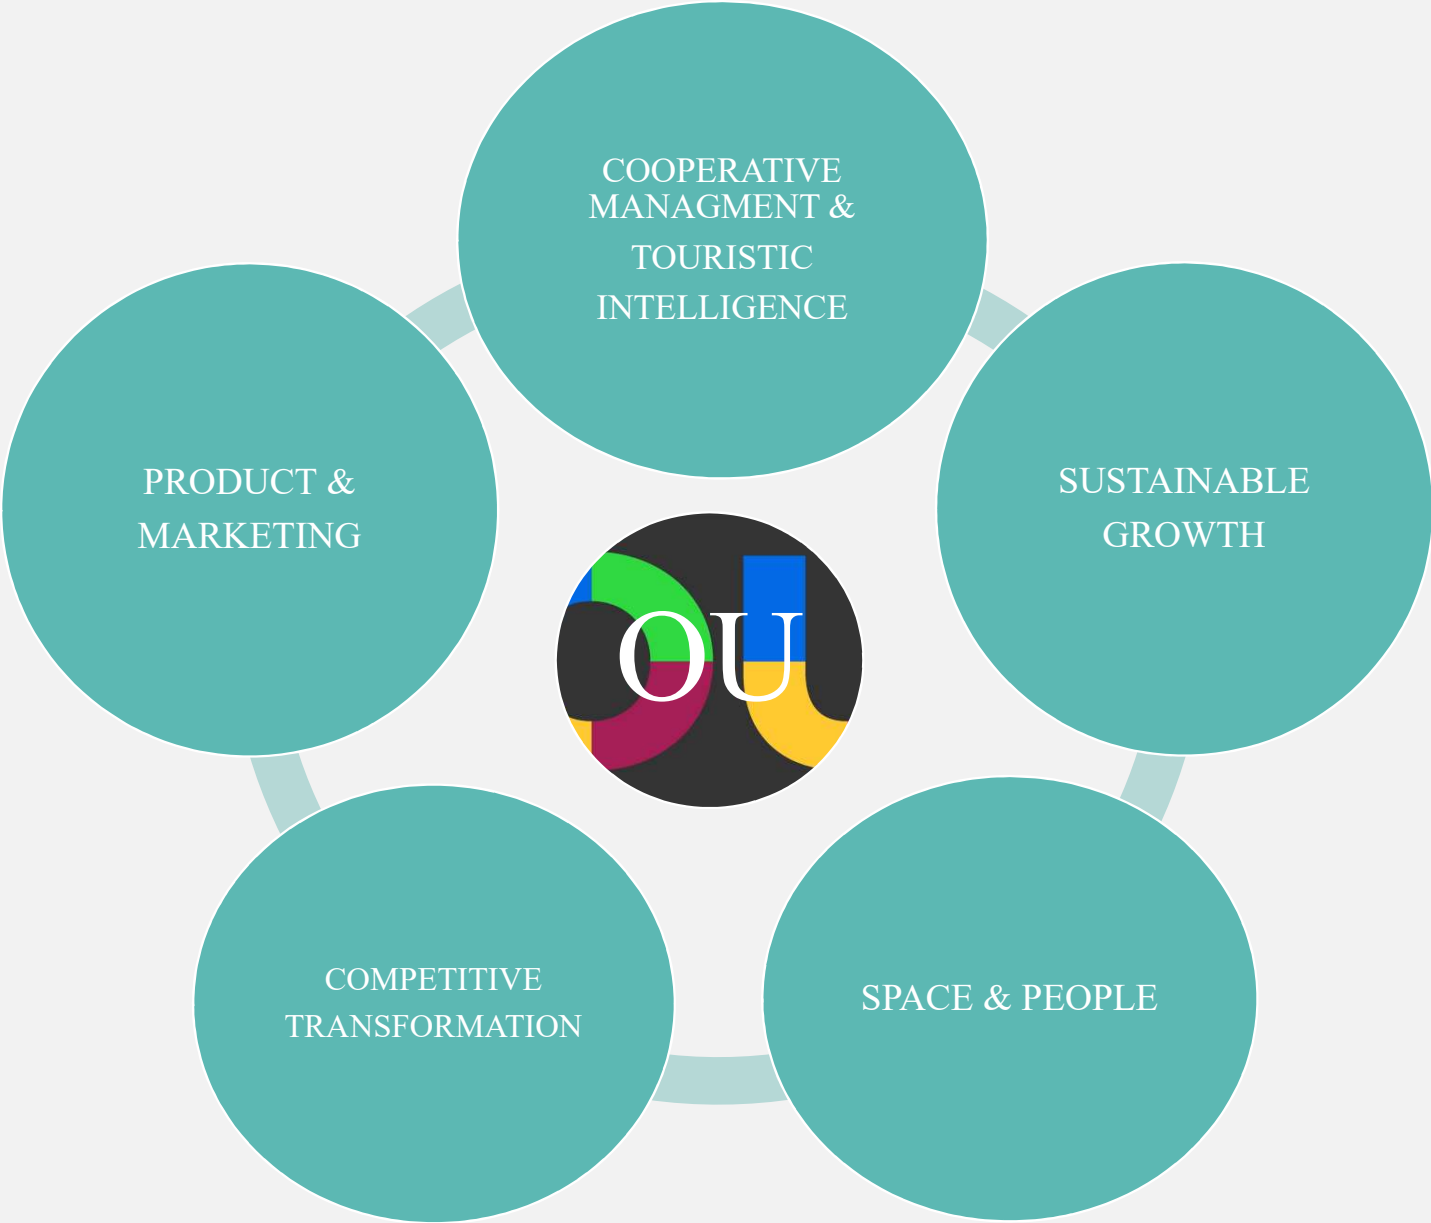 COOPERATIVE
MANAGMENT &
TOURISTIC
INTELLIGENCE
SUSTAINABLE
GROWTH
SPACE & PEOPLE
COMPETITIVE
TRANSFORMATION
PRODUCT &
MARKETING
OU